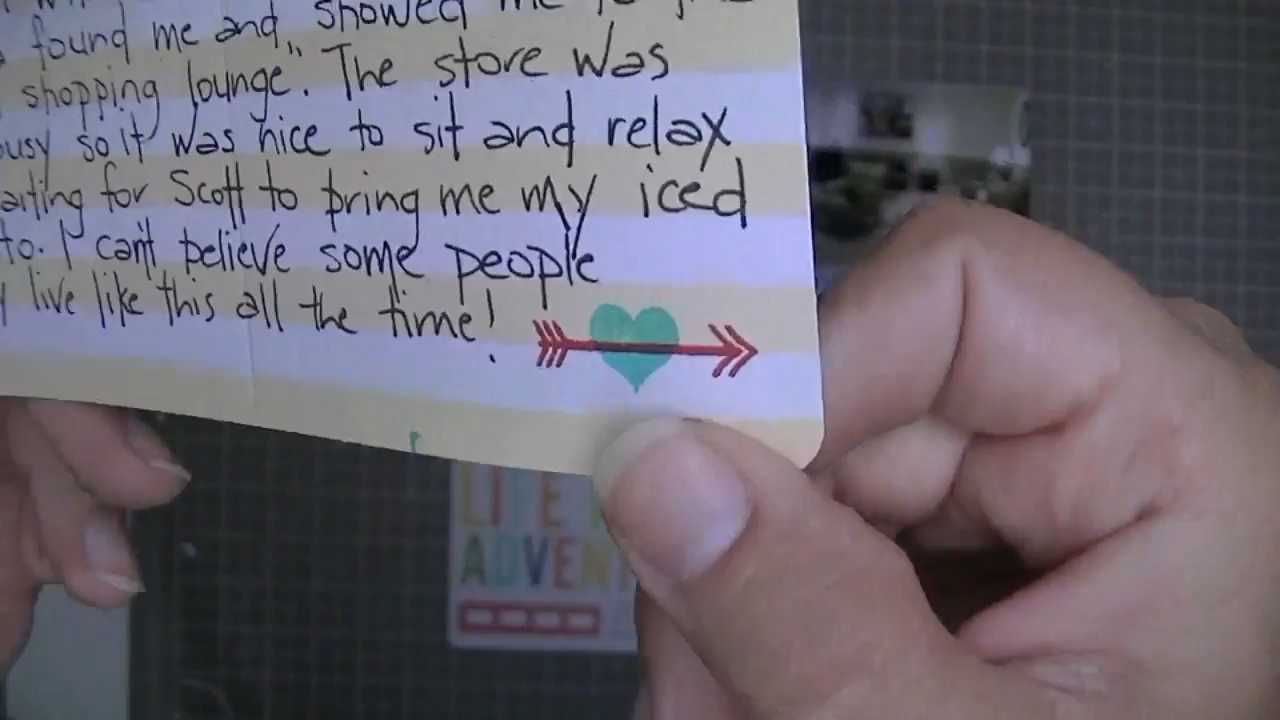 found me and showed me
shopping lounge". The store was
so it was nice to sit and relax
for Scott to bring me my iced
I can't believe some people
live like this all the time!
LIFE